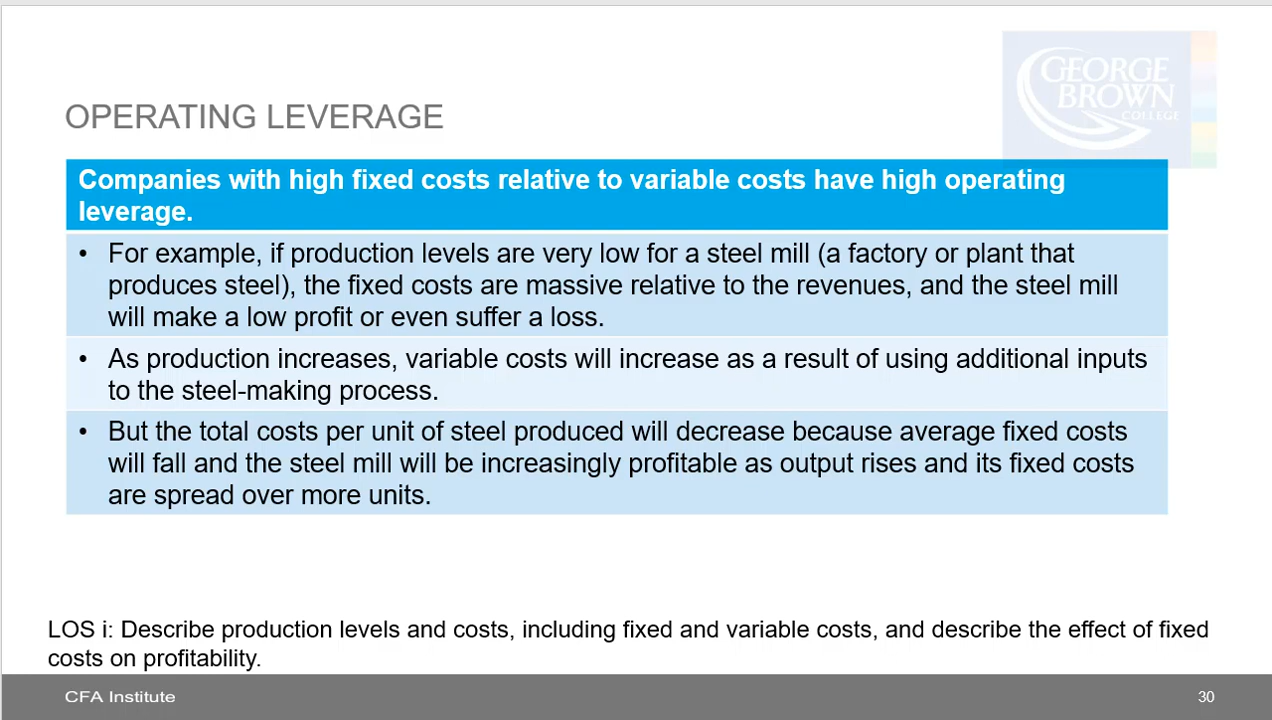 GEORGE
BROWN
COLLEGE
OPERATING LEVERAGE
Companies with high fixed costs relative to variable costs have high operating
leverage.
• For example, if production levels are very low for a steel mill (a factory or plant that
produces steel), the fixed costs are massive relative to the revenues, and the steel mill
will make a low profit or even suffer a loss.
• As production increases, variable costs will increase as a result of using additional inputs
to the steel-making process.
• But the total costs per unit of steel produced will decrease because average fixed costs
will fall and the steel mill will be increasingly profitable as output rises and its fixed costs
are spread over more units.
LOS i: Describe production levels and costs, including fixed and variable costs, and describe the effect of fixed
costs on profitability.
CFA Institute
30